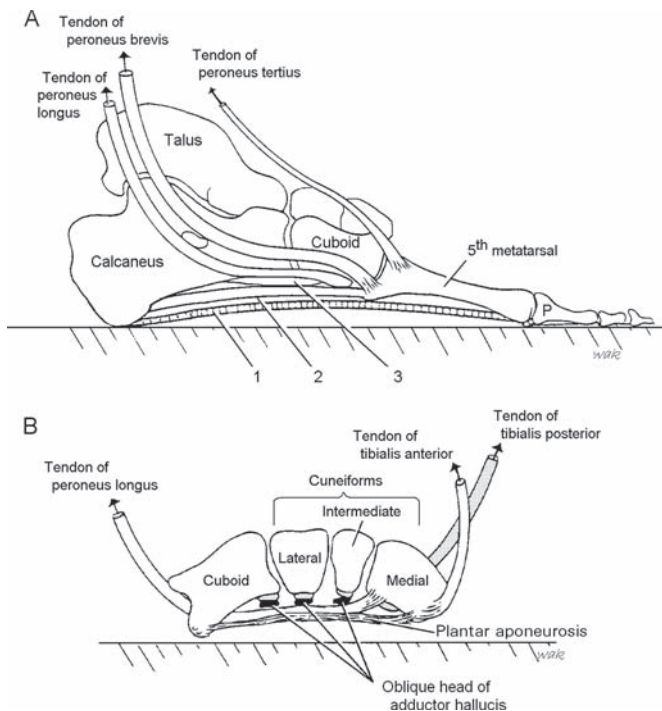 A
Tendon of
peroneus brevis
Tendon of
peroneus
longus
Tendon of
peroneus tertius
Talus
Cuboid
5th metatarsal
Calcaneus
P
wak
1
2
3
B
Tendon of
tibialis posterior
Tendon of
tibialis anterior
Tendon of
peroneus longus
Cuneiforms
Intermediate
Lateral
Cuboid
Medial
Plantar aponeurosis
wak
Oblique head of
adductor hallucis